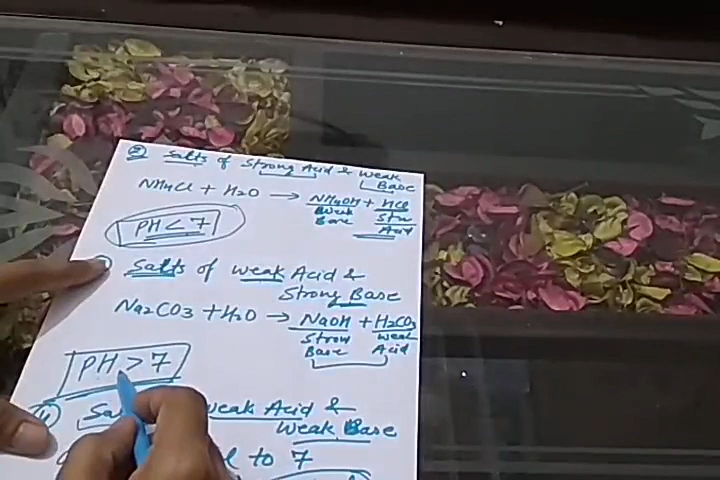 ② Salts of Strong Acid & Weak
Base
NH4Cl + H2O → NH4OH + HCl
Weak Base Strong Acid
PH < 7
Salts of weak Acid &
Strong Base
Na2CO3 + H2O → NaOH + H2CO3
Strong Base weak Acid
PH > 7
④ weak Acid &
Weak Base
to 7